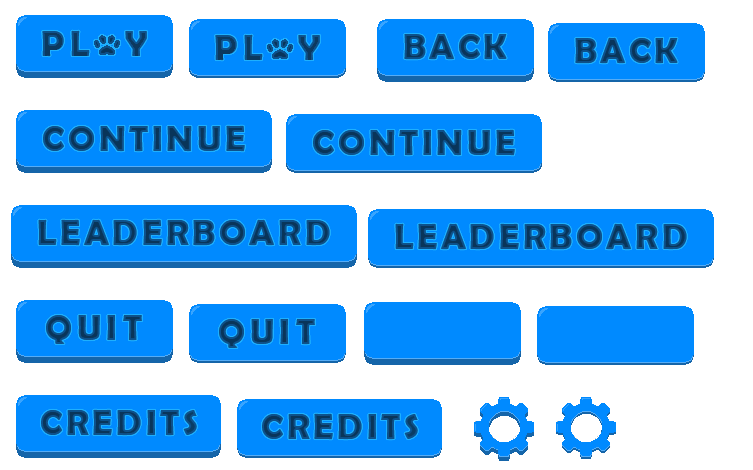 PLAY PLAY BACK BACK
CONTINUE CONTINUE
LEADERBOARD LEADERBOARD
QUIT QUIT
CREDITS CREDITS